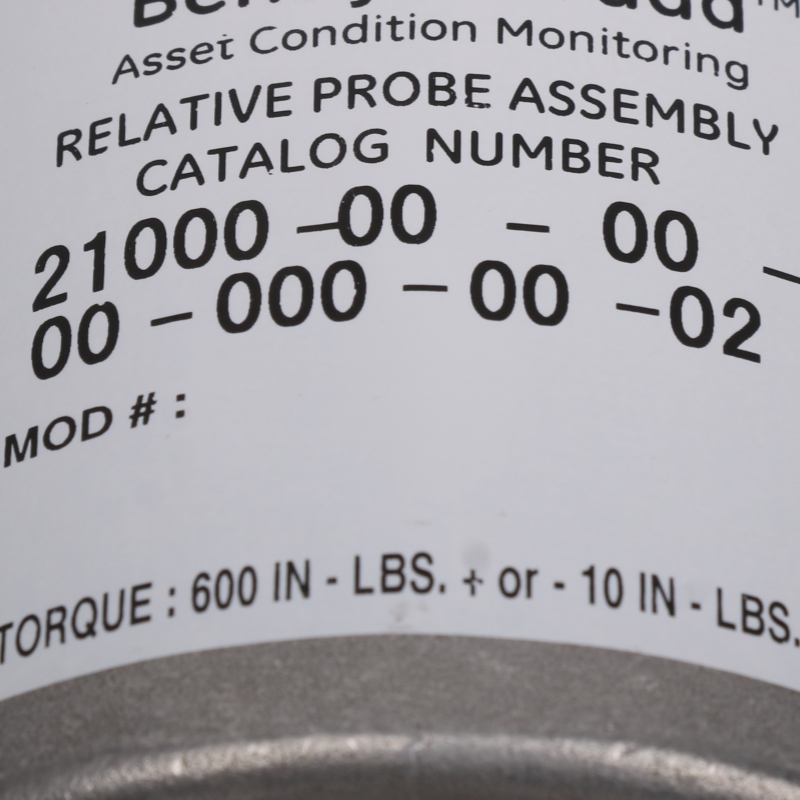 Asset Condition Monitoring
RELATIVE PROBE ASSEMBLY
CATALOG NUMBER
21000 -00 - 00 -
00 - 000 - 00 -02
MOD # :
TORQUE : 600 IN - LBS. + or - 10 IN - LBS.